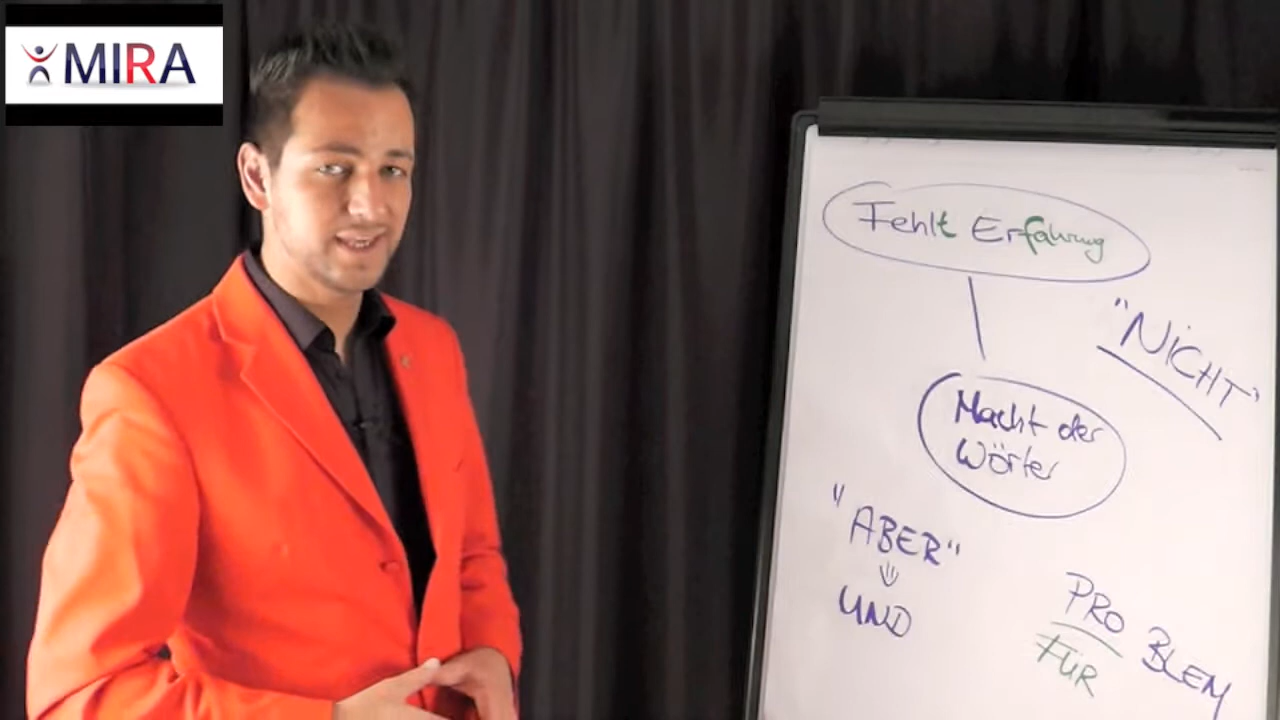 MIRA
Fehlt Erfahrung
"NiCHT"
Macht der
Wörter
"ABER"
UND
PRO BLEM
FÜR